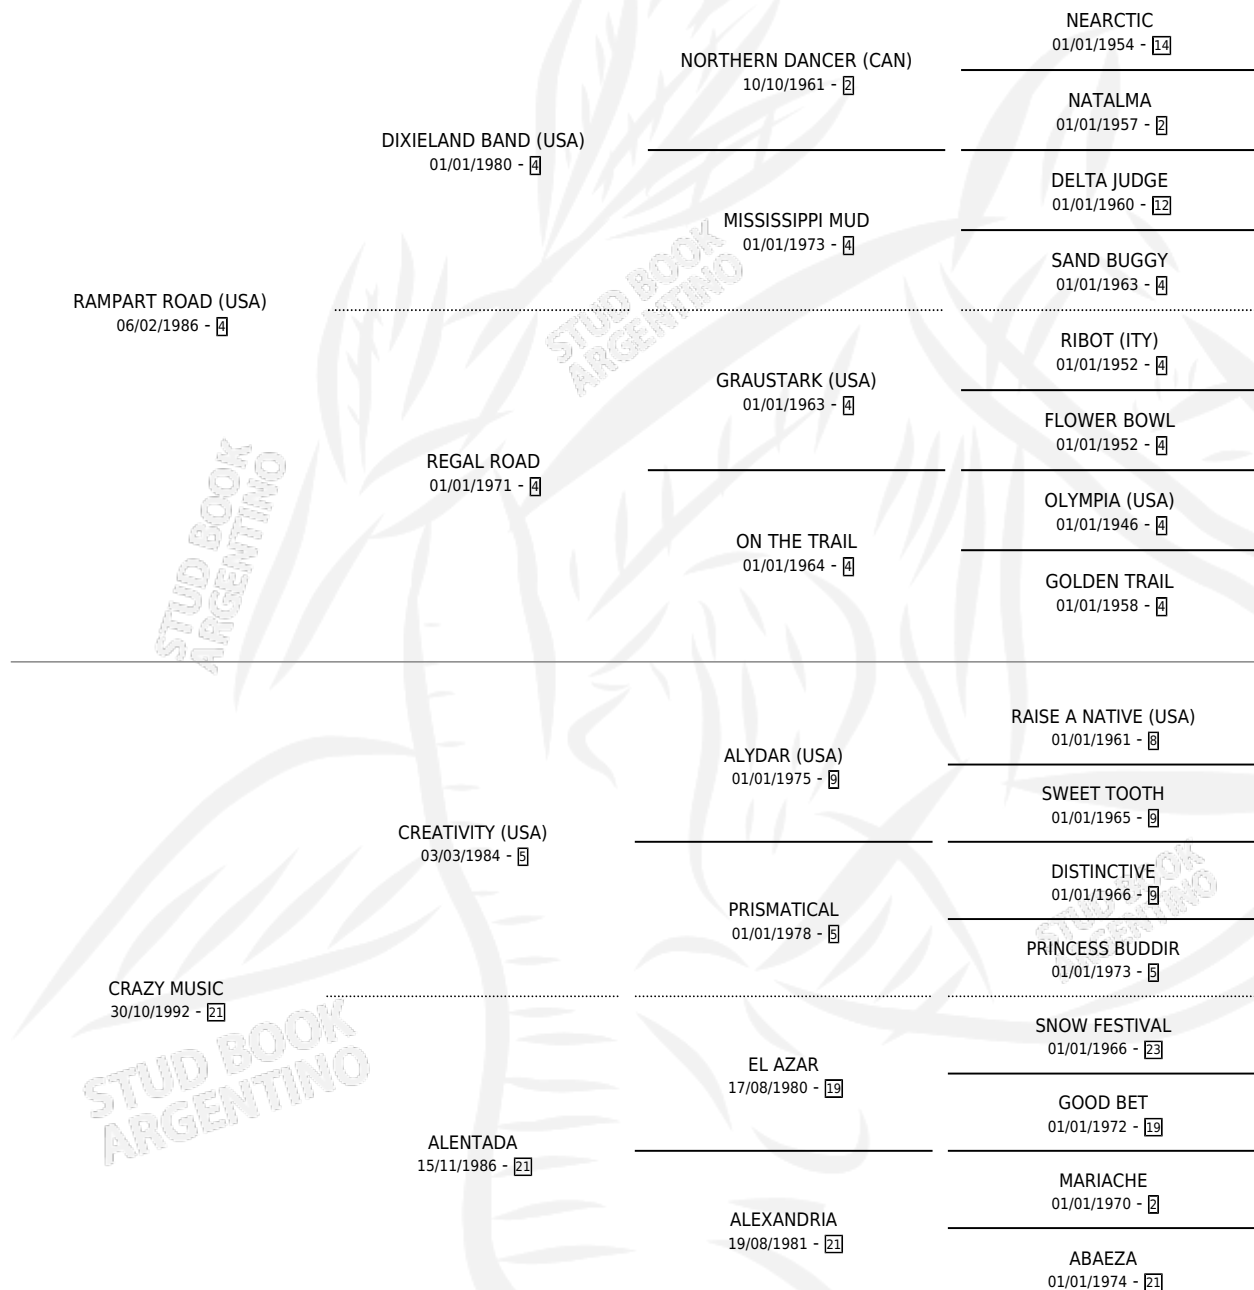 NEARCTIC
01/01/1954 - 14
NORTHERN DANCER (CAN)
10/10/1961 - 2
NATALMA
01/01/1957 - 2
DIXIELAND BAND (USA)
01/01/1980 - 4
DELTA JUDGE
01/01/1960 - 12
MISSISSIPPI MUD
01/01/1973 - 4
SAND BUGGY
01/01/1963 - 4
RAMPART ROAD (USA)
06/02/1986 - 4
STUD BOOK
ARGENTINO
RIBOT (ITY)
01/01/1952 - 4
GRAUSTARK (USA)
01/01/1963 - 4
FLOWER BOWL
01/01/1952 - 4
REGAL ROAD
01/01/1971 - 4
OLYMPIA (USA)
01/01/1946 - 4
ON THE TRAIL
01/01/1964 - 4
GOLDEN TRAIL
01/01/1958 - 4
STUD BOOK
ARGENTINO
RAISE A NATIVE (USA)
01/01/1961 - 8
ALYDAR (USA)
01/01/1975 - 9
SWEET TOOTH
01/01/1965 - 9
CREATIVITY (USA)
03/03/1984 - 5
DISTINCTIVE
01/01/1966 - 9
PRISMATICAL
01/01/1978 - 5
PRINCESS BUDDIR
01/01/1973 - 5
STUD BOOK
ARGENTINO
CRAZY MUSIC
30/10/1992 - 21
STUD BOOK
ARGENTINO
SNOW FESTIVAL
01/01/1966 - 23
EL AZAR
17/08/1980 - 19
GOOD BET
01/01/1972 - 19
ALENTADA
15/11/1986 - 21
MARIACHE
01/01/1970 - 2
ALEXANDRIA
19/08/1981 - 21
ABAEZA
01/01/1974 - 21